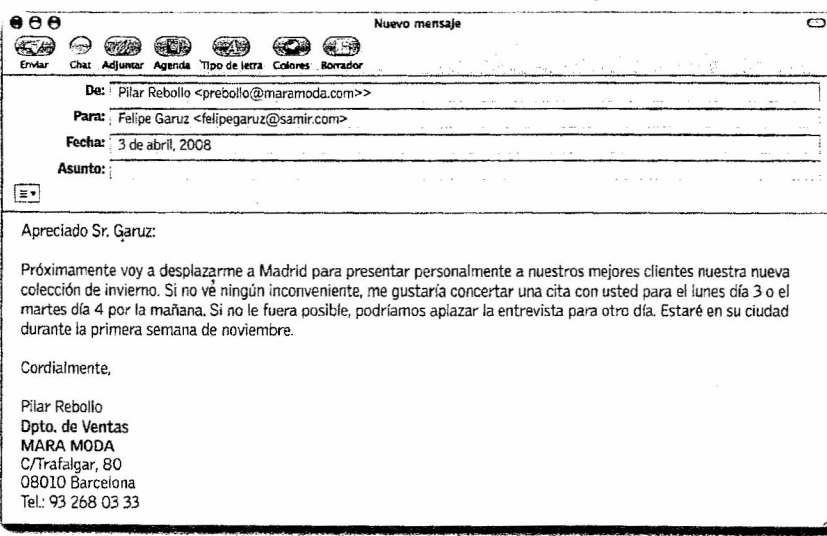 Nuevo mensaje
Enviar Chat Adjuntar Agenda Tipo de letra Colores Borrador
De: Pilar Rebollo <prebollo@maramoda.com>>
Para: Felipe Garuz <felipegaruz@samir.com>
Fecha: 3 de abril, 2008
Asunto:
Apreciado Sr. Garuz:
Próximamente voy a desplazarme a Madrid para presentar personalmente a nuestros mejores clientes nuestra nueva
colección de invierno. Si no vé ningún inconveniente, me gustaría concertar una cita con usted para el lunes día 3 o el
martes día 4 por la mañana. Si no le fuera posible, podríamos aplazar la entrevista para otro día. Estaré en su ciudad
durante la primera semana de noviembre.
Cordialmente,
Pilar Rebollo
Dpto. de Ventas
MARA MODA
C/Trafalgar, 80
08010 Barcelona
Tel.: 93 268 03 33